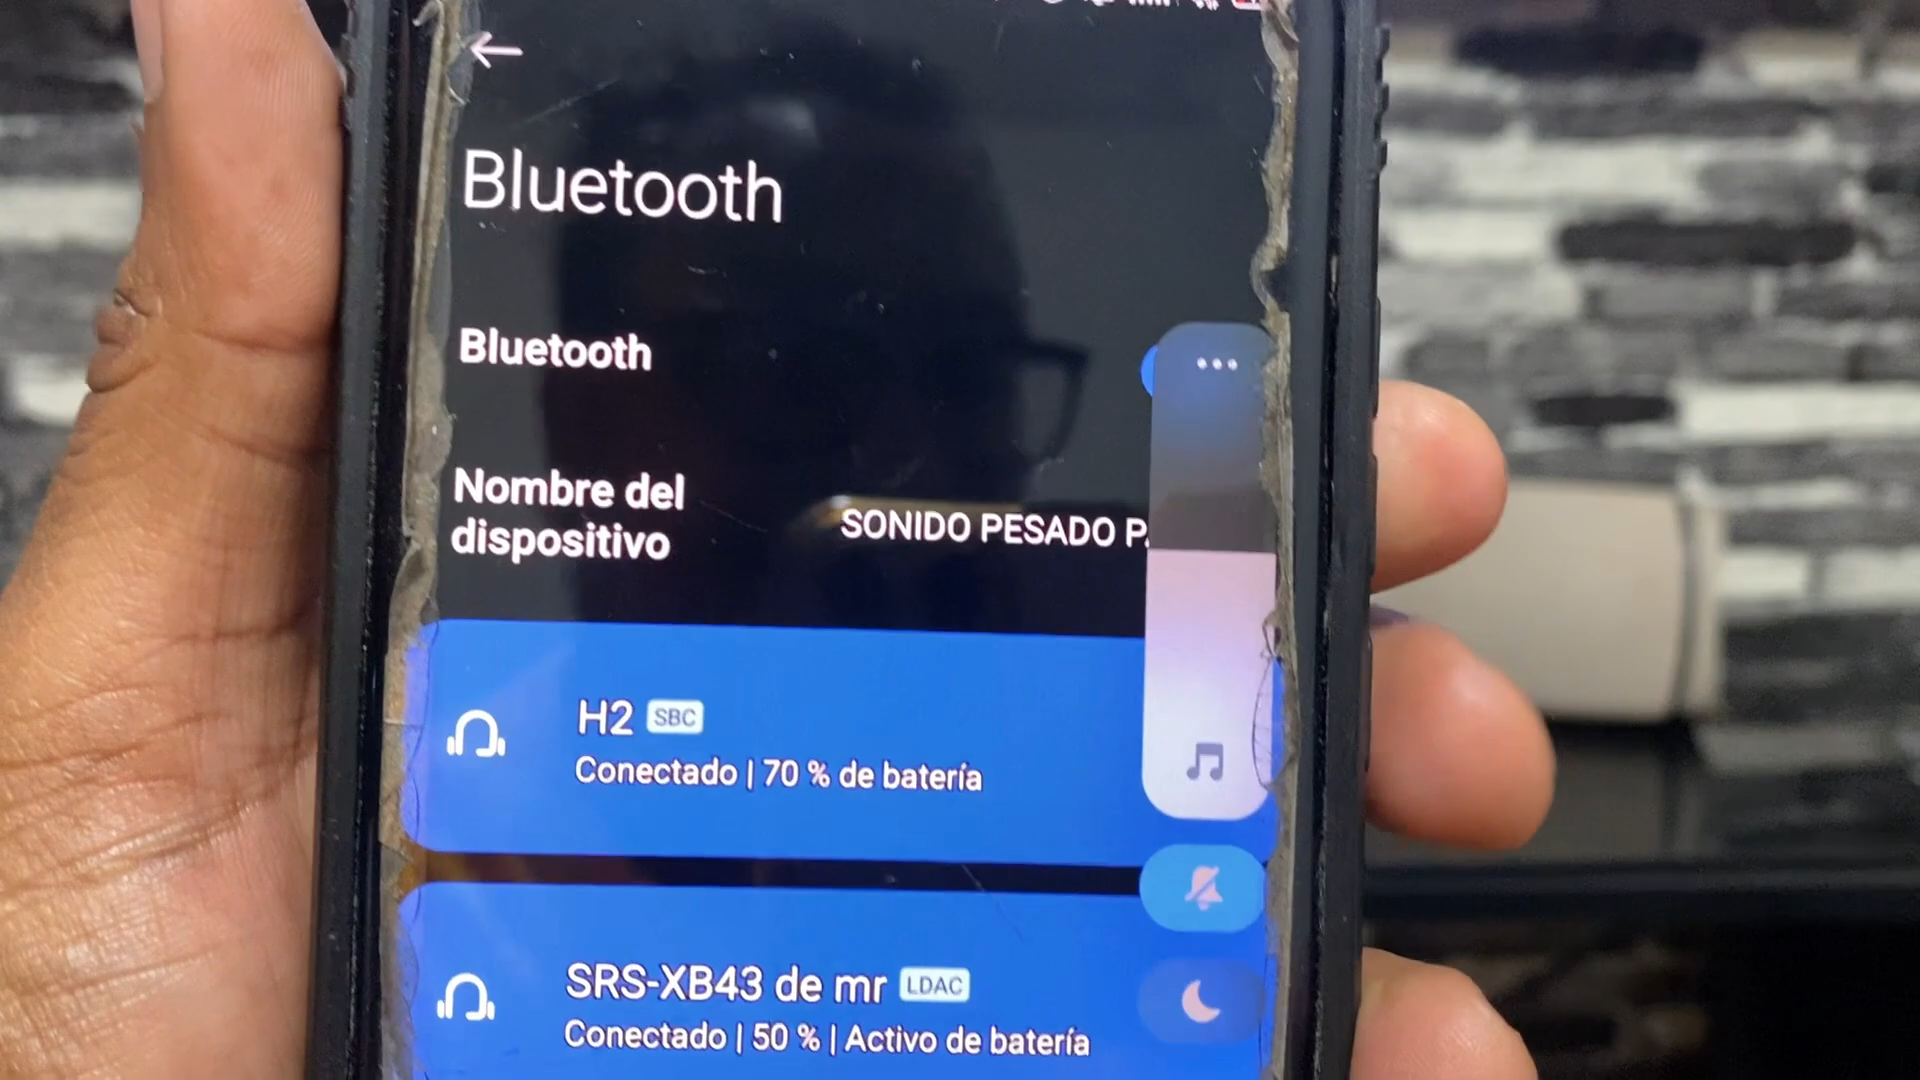 Bluetooth
Bluetooth
Nombre del
dispositivo
SONIDO PESADO P
H2 SBC
Conectado | 70 % de batería
SRS-XB43 de mr LDAC
Conectado | 50 % | Activo de batería